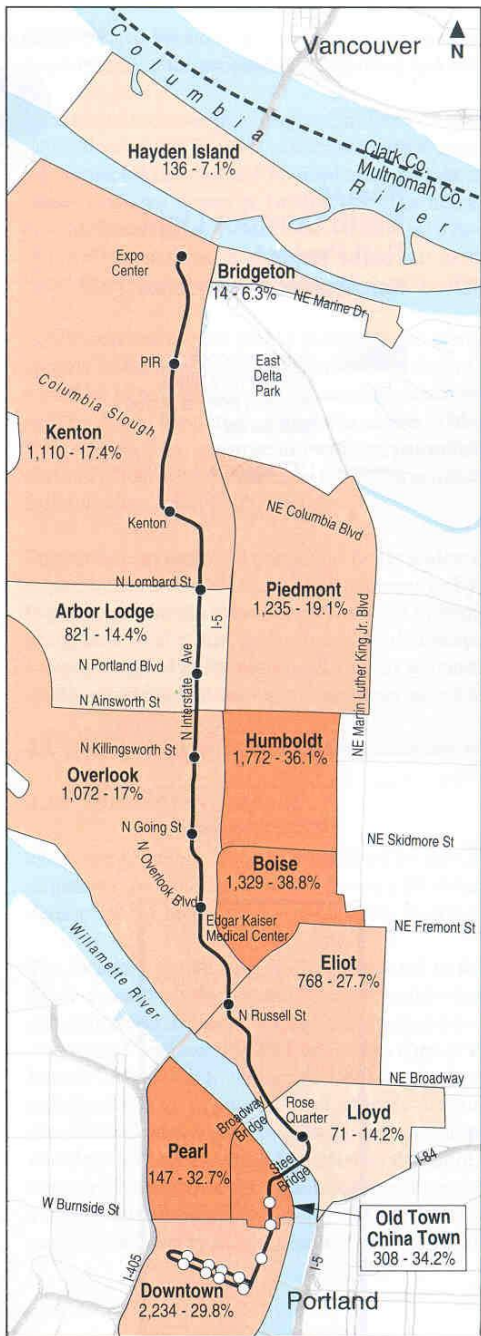 Vancouver
N
Columbia
River
Clark Co.
Multnomah Co.
Hayden Island
136 - 7.1%
Expo
Center
Bridgeton
14 - 6.3%
NE Marine Dr
PIR
East
Delta
Park
Columbia Slough
Kenton
1,110 - 17.4%
Kenton
NE Columbia Blvd
N Lombard St
Piedmont
1,235 - 19.1%
Arbor Lodge
821 - 14.4%
I-5
NE Martin Luther King Jr. Blvd
N Portland Blvd
N Interstate Ave
N Ainsworth St
N Killingsworth St
Humboldt
1,772 - 36.1%
Overlook
1,072 - 17%
N Going St
NE Skidmore St
Boise
1,329 - 38.8%
N Overlook Blvd
Edgar Kaiser
Medical Center
NE Fremont St
Willamette River
Eliot
768 - 27.7%
N Russell St
NE Broadway
Broadway
Bridge
Rose
Quarter
Lloyd
71 - 14.2%
Pearl
147 - 32.7%
Steel
Bridge
I-84
W Burnside St
Old Town
China Town
308 - 34.2%
I-405
I-5
Downtown
2,234 - 29.8%
Portland